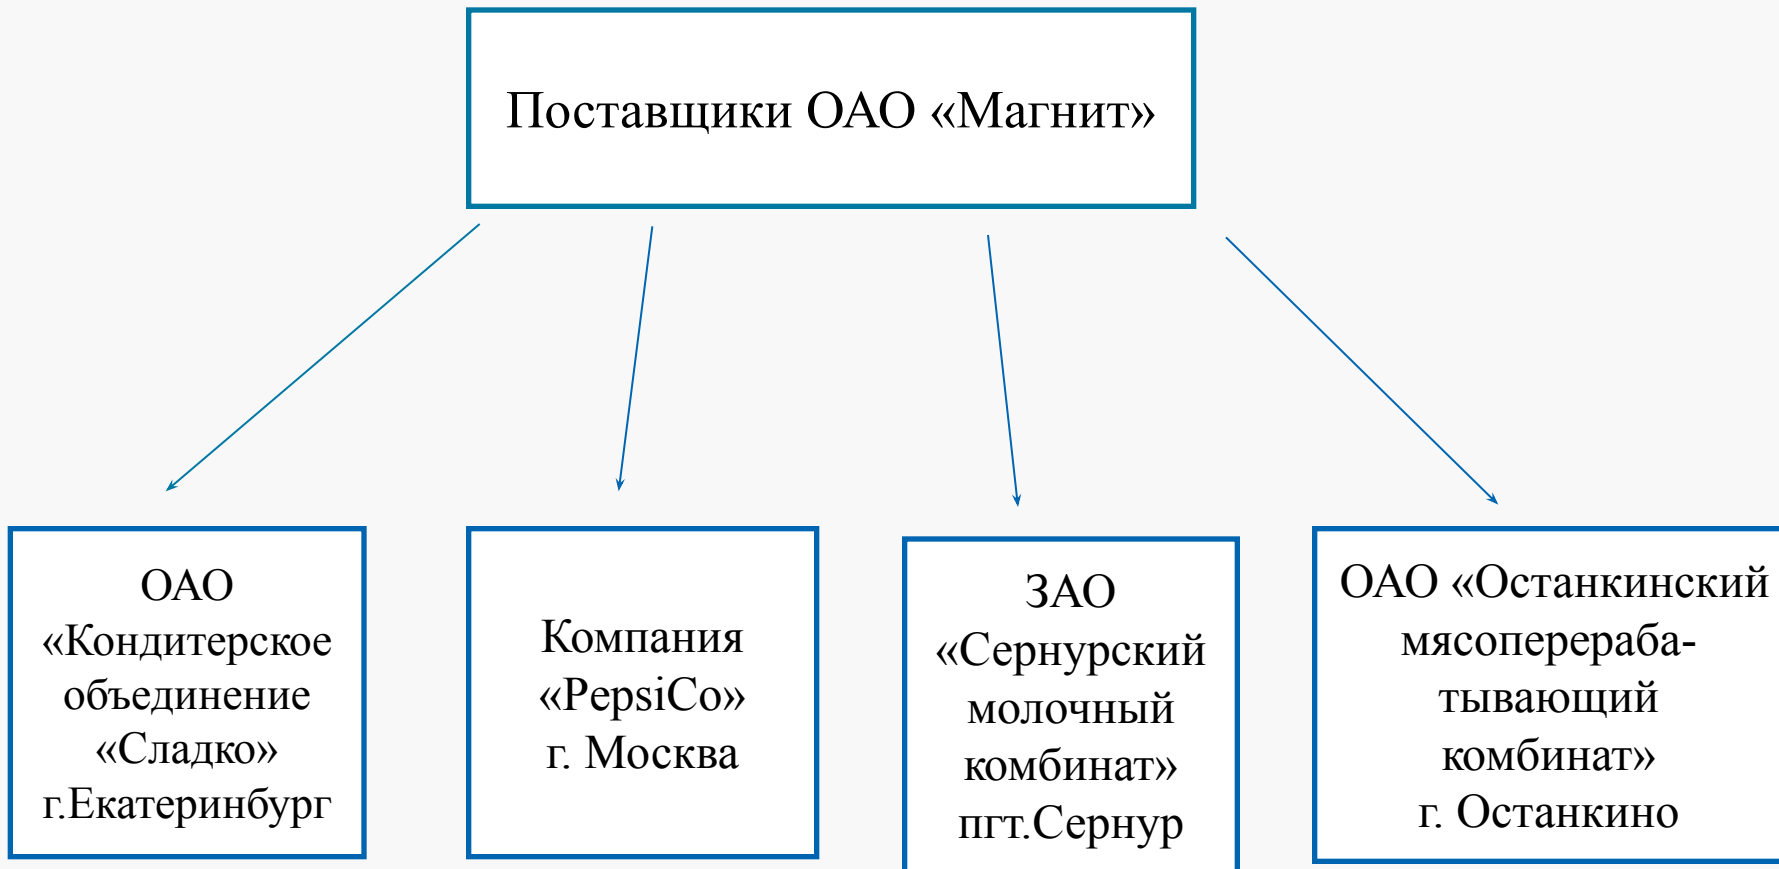 Поставщики ОАО «Магнит»
ОАО
«Кондитерское
объединение
«Сладко»
г.Екатеринбург
Компания
«PepsiCo»
г. Москва
ЗАО
«Сернурский
молочный
комбинат»
пгт.Сернур
ОАО «Останкинский
мясоперераба-
тывающий
комбинат»
г. Останкино